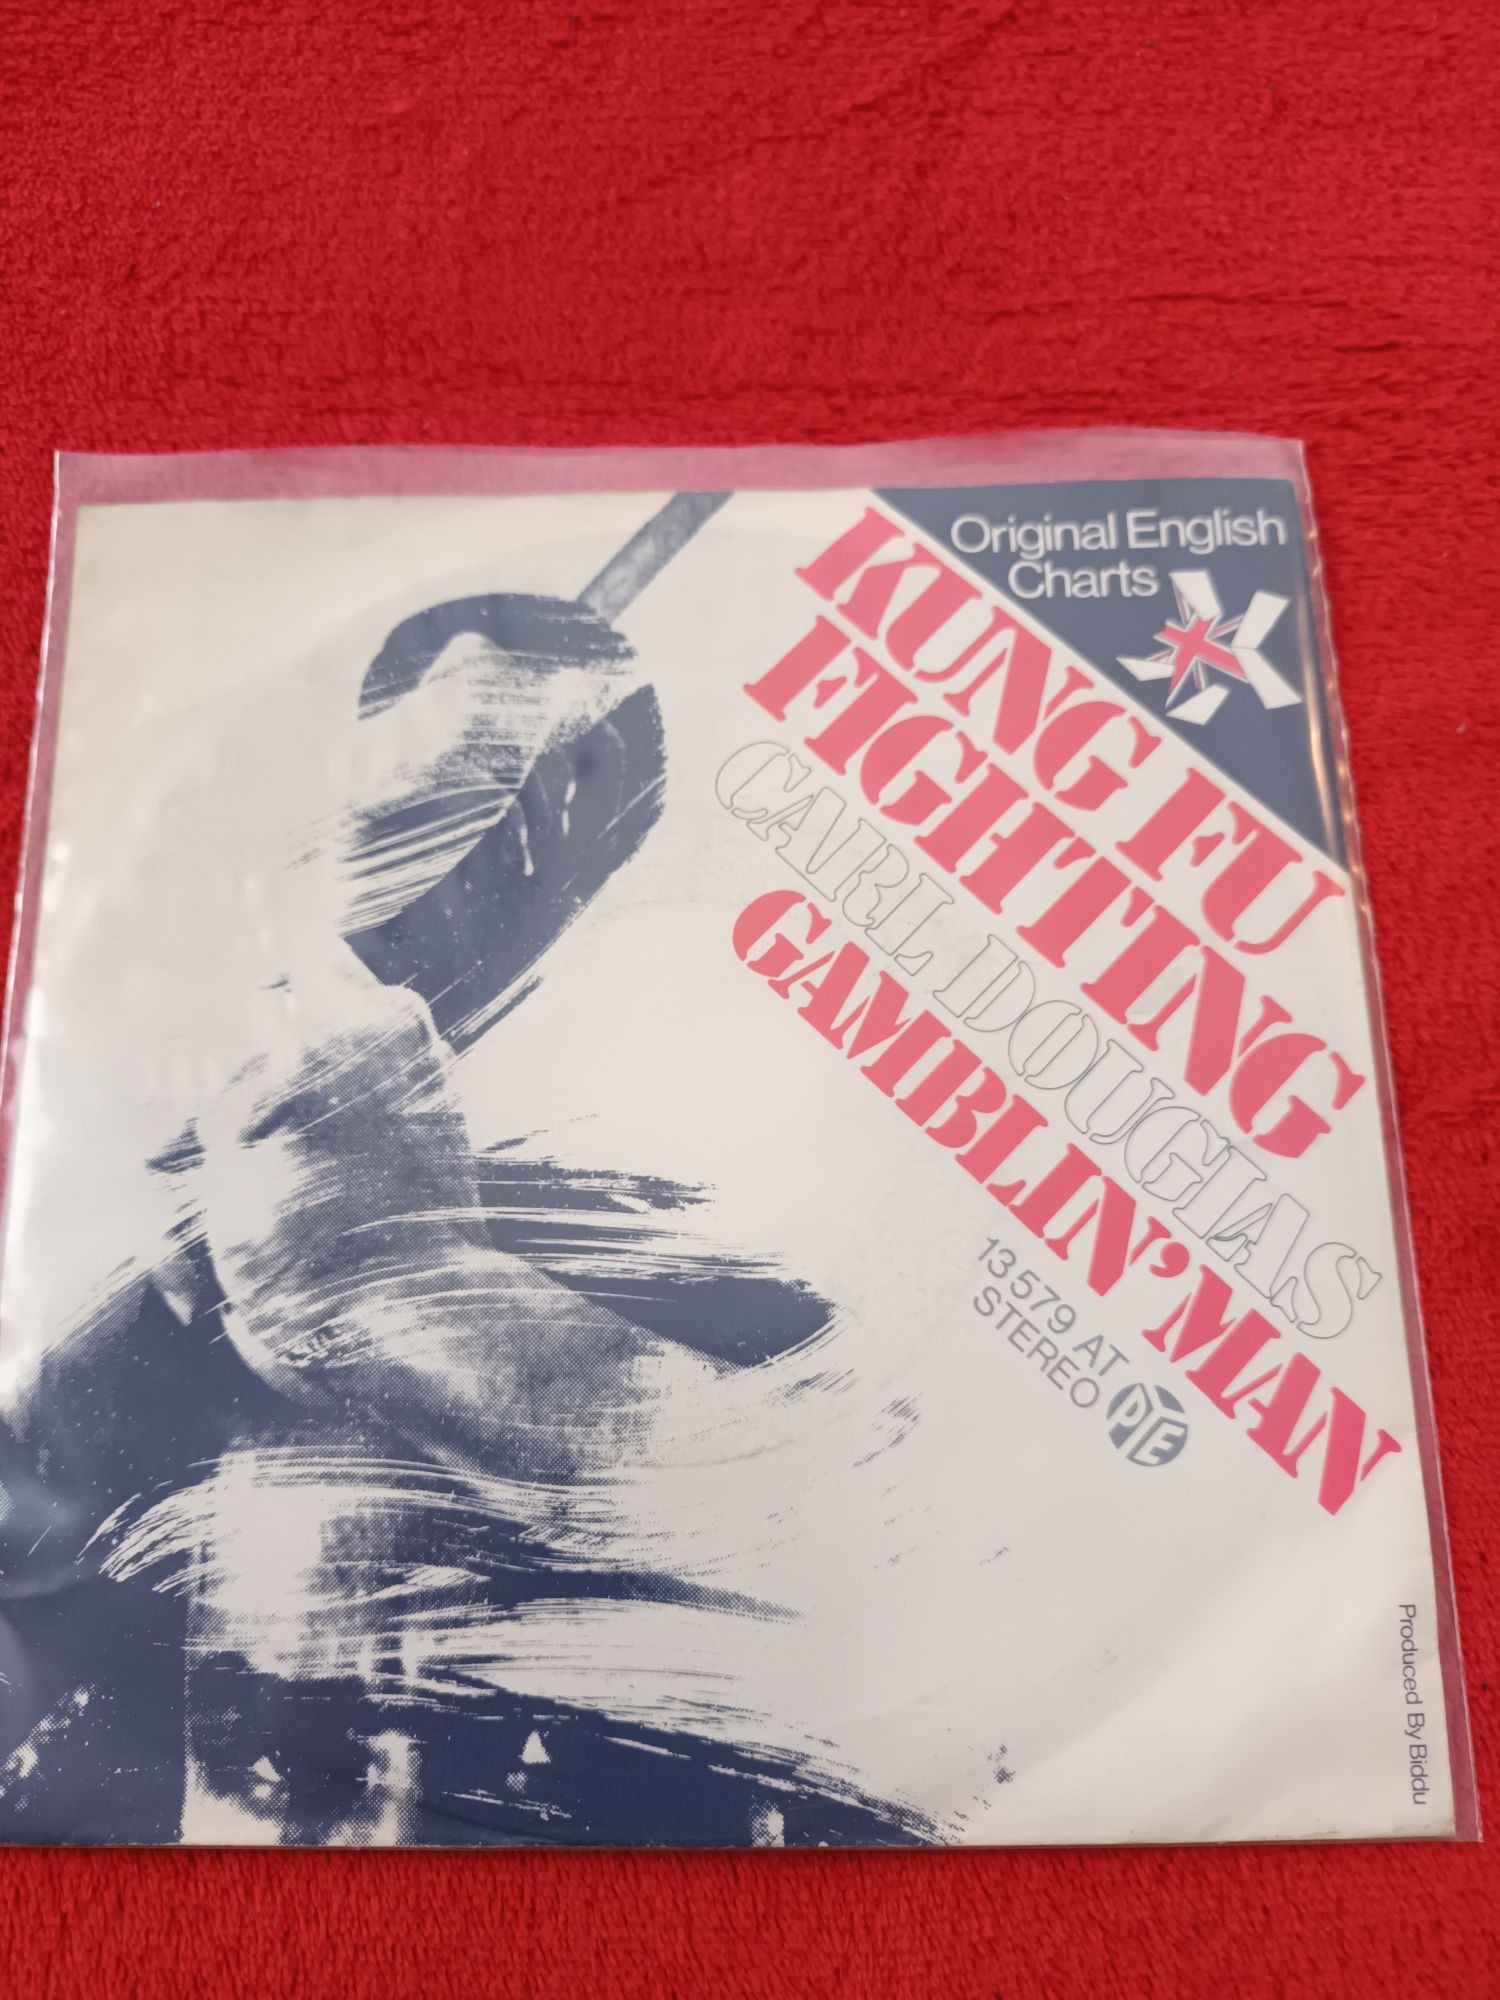 Original English
Charts
KUNG FU
FIGHTING
CARL DOUGLAS
GAMBLIN' MAN
13 579 AT
STEREO
PYE
Produced By Biddu